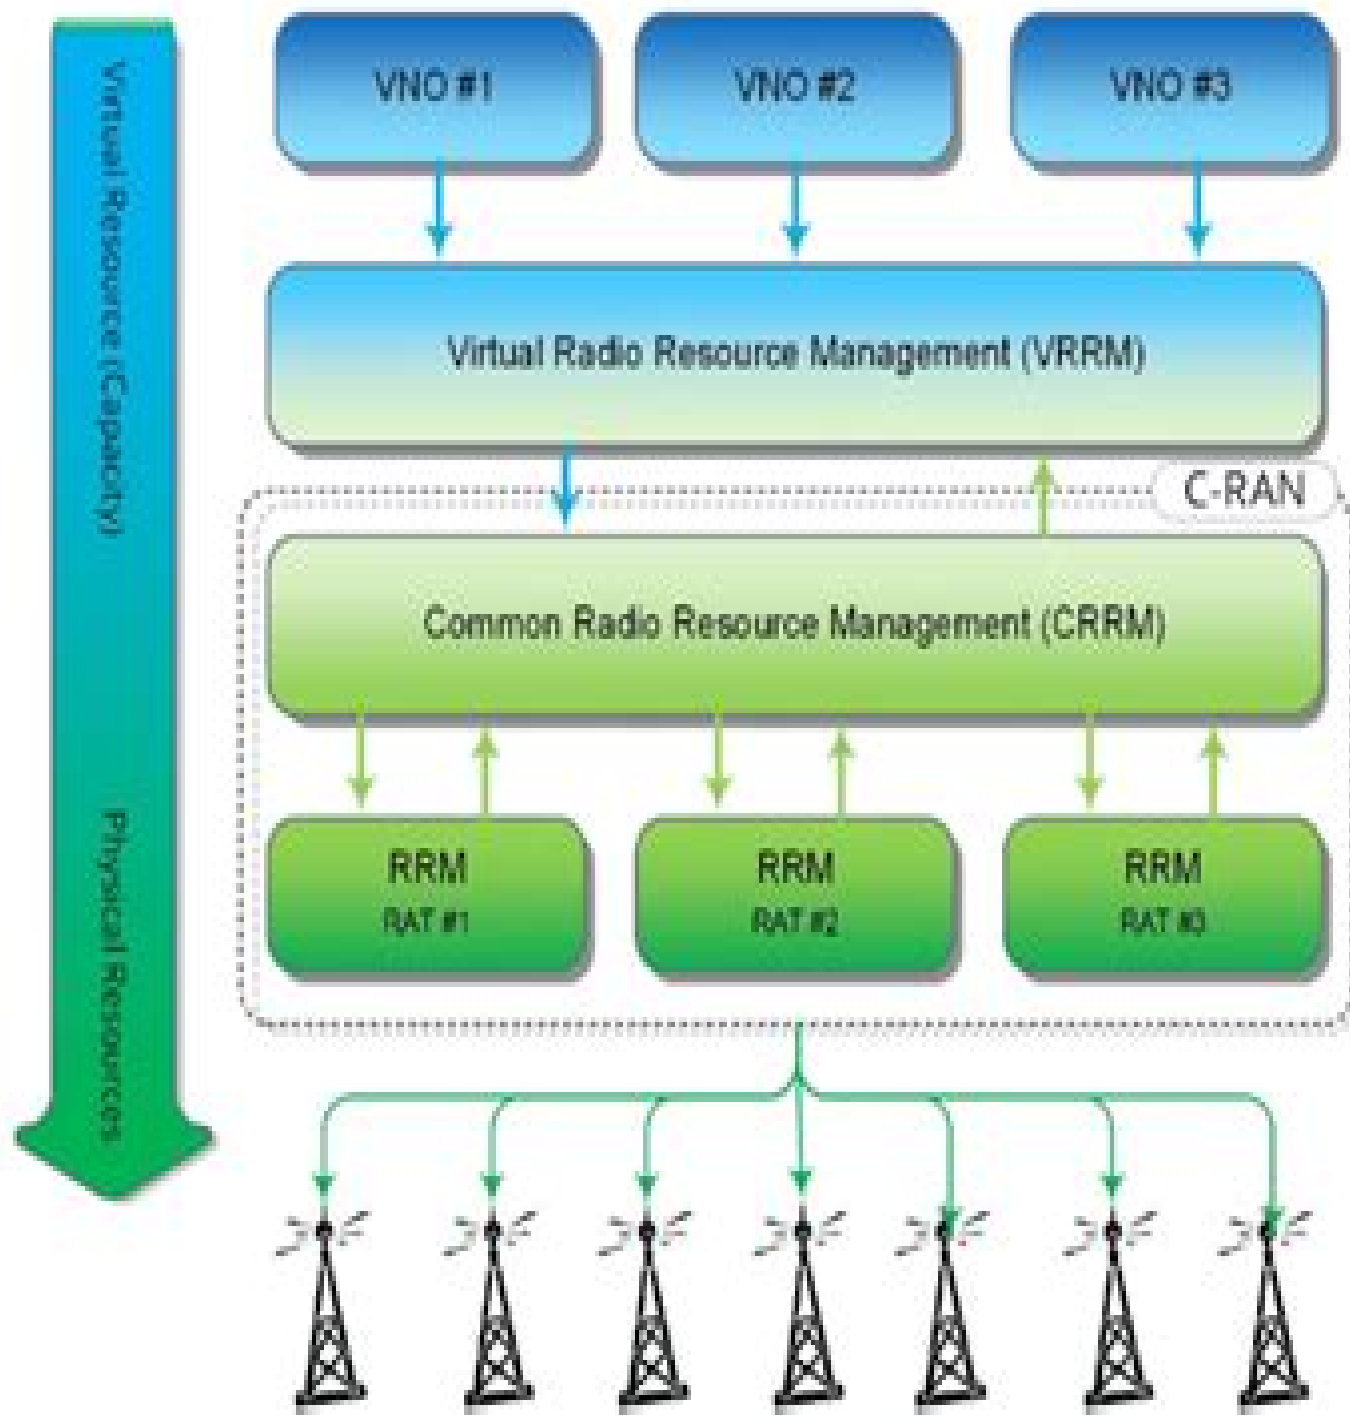 Virtual Resource (Capacity)
Physical Resources
VNO #1
VNO #2
VNO #3
Virtual Radio Resource Management (VRRM)
C-RAN
Common Radio Resource Management (CRRM)
RRM
RAT #1
RRM
RAT #2
RRM
RAT #3